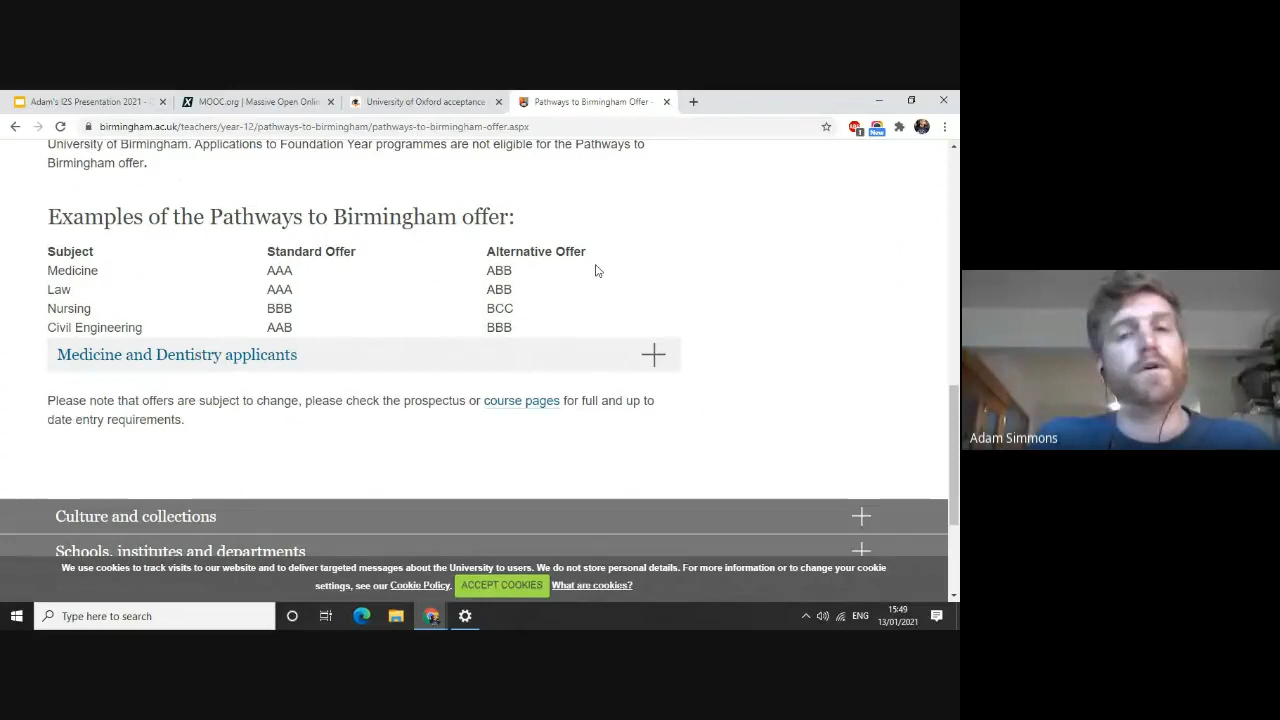 Adam's I2S Presentation 2021 -
MOOC.org | Massive Open Onlin
University of Oxford acceptance
Pathways to Birmingham Offer -
birmingham.ac.uk/teachers/year-12/pathways-to-birmingham/pathways-to-birmingham-offer.aspx
New
1
University of Birmingham. Applications to Foundation Year programmes are not eligible for the Pathways to
Birmingham offer.
Examples of the Pathways to Birmingham offer:
Subject Standard Offer Alternative Offer
Medicine AAA ABB
Law AAA ABB
Nursing BBB BCC
Civil Engineering AAB BBB
Medicine and Dentistry applicants
Please note that offers are subject to change, please check the prospectus or course pages for full and up to
date entry requirements.
Culture and collections
Schools, institutes and departments
We use cookies to track visits to our website and to deliver targeted messages about the University to users. We do not store personal details. For more information or to change your cookie
settings, see our Cookie Policy. ACCEPT COOKIES What are cookies?
Type here to search
ENG
15:49
13/01/2021
Adam Simmons